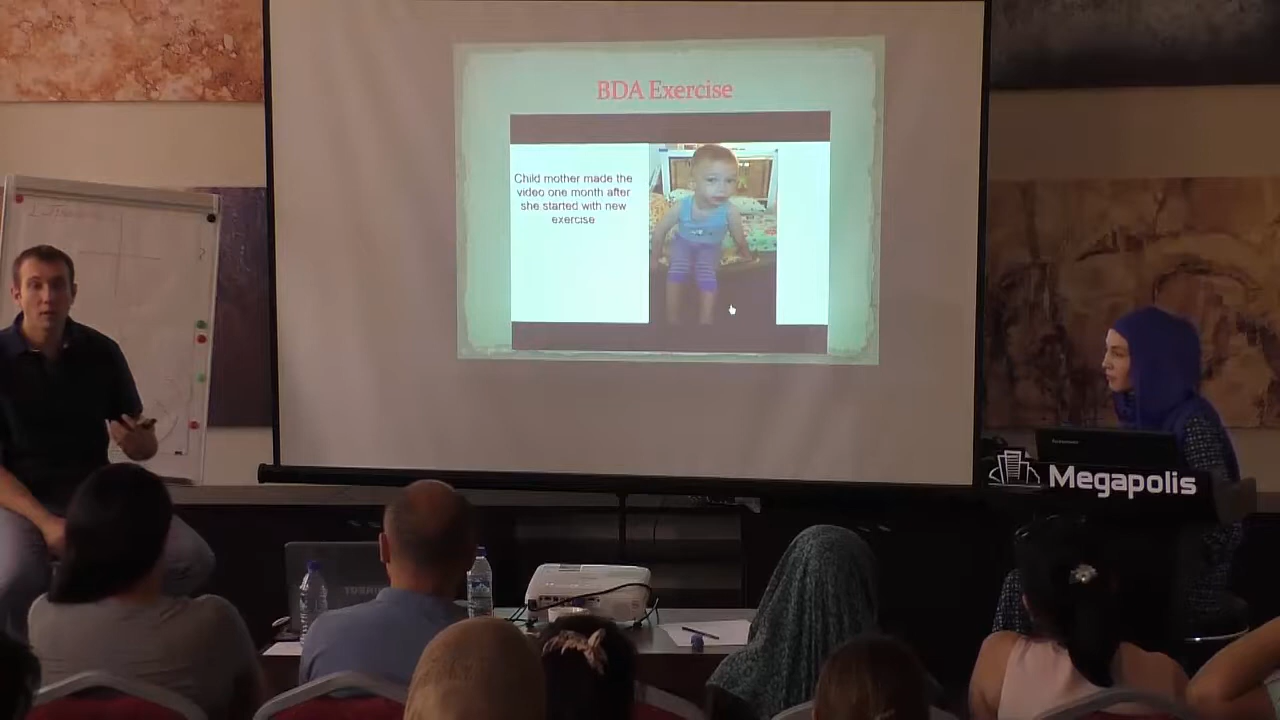 BDA Exercise
Child mother made the
video one month after
she started with new
exercise
Megapolis